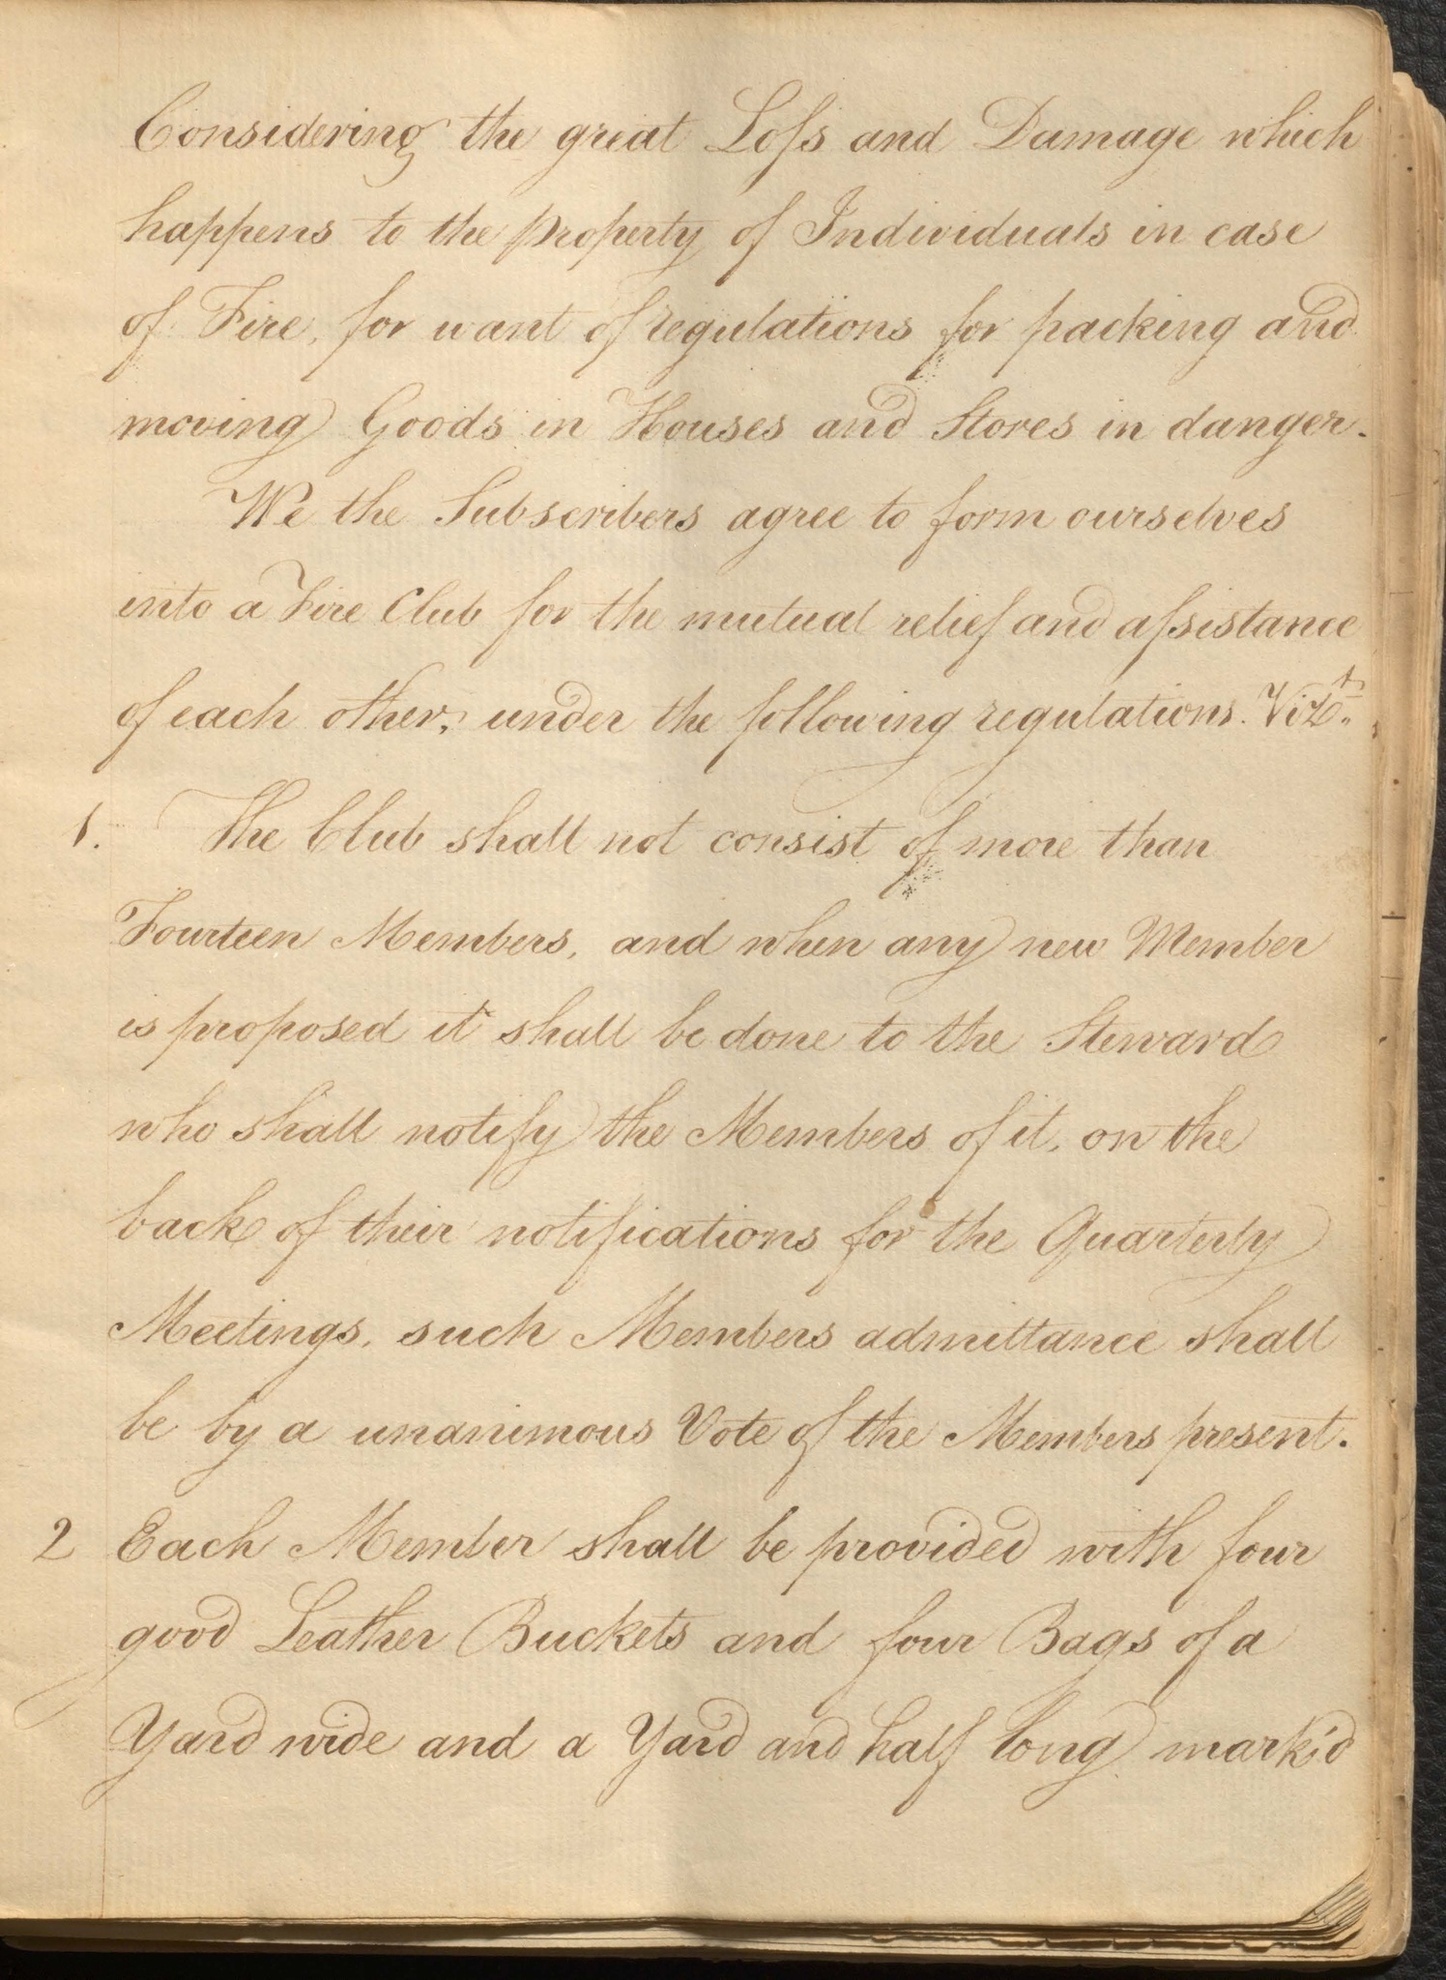 Considering the great Loſs and Damage which
happens to the property of Individuals in case
of Fire, for want of regulations for packing and
moving Goods in Houses and Stores in danger.
We the Subscribers agree to form ourselves
into a Fire Club for the mutual relief and aſsistance
of each other, under the following regulations. Vizt.
1. The Club shall not consist of more than
Fourteen Members, and when any new Member
is proposed it shall be done to the Steward
who shall notify the Members of it, on the
back of their notifications for the Quarterly
Meetings, such Members admittance shall
be by a unanimous Vote of the Members present.
2 Each Member shall be provided with four
good Leather Buckets and four Bags of a
Yard wide and a Yard and half long mark'd